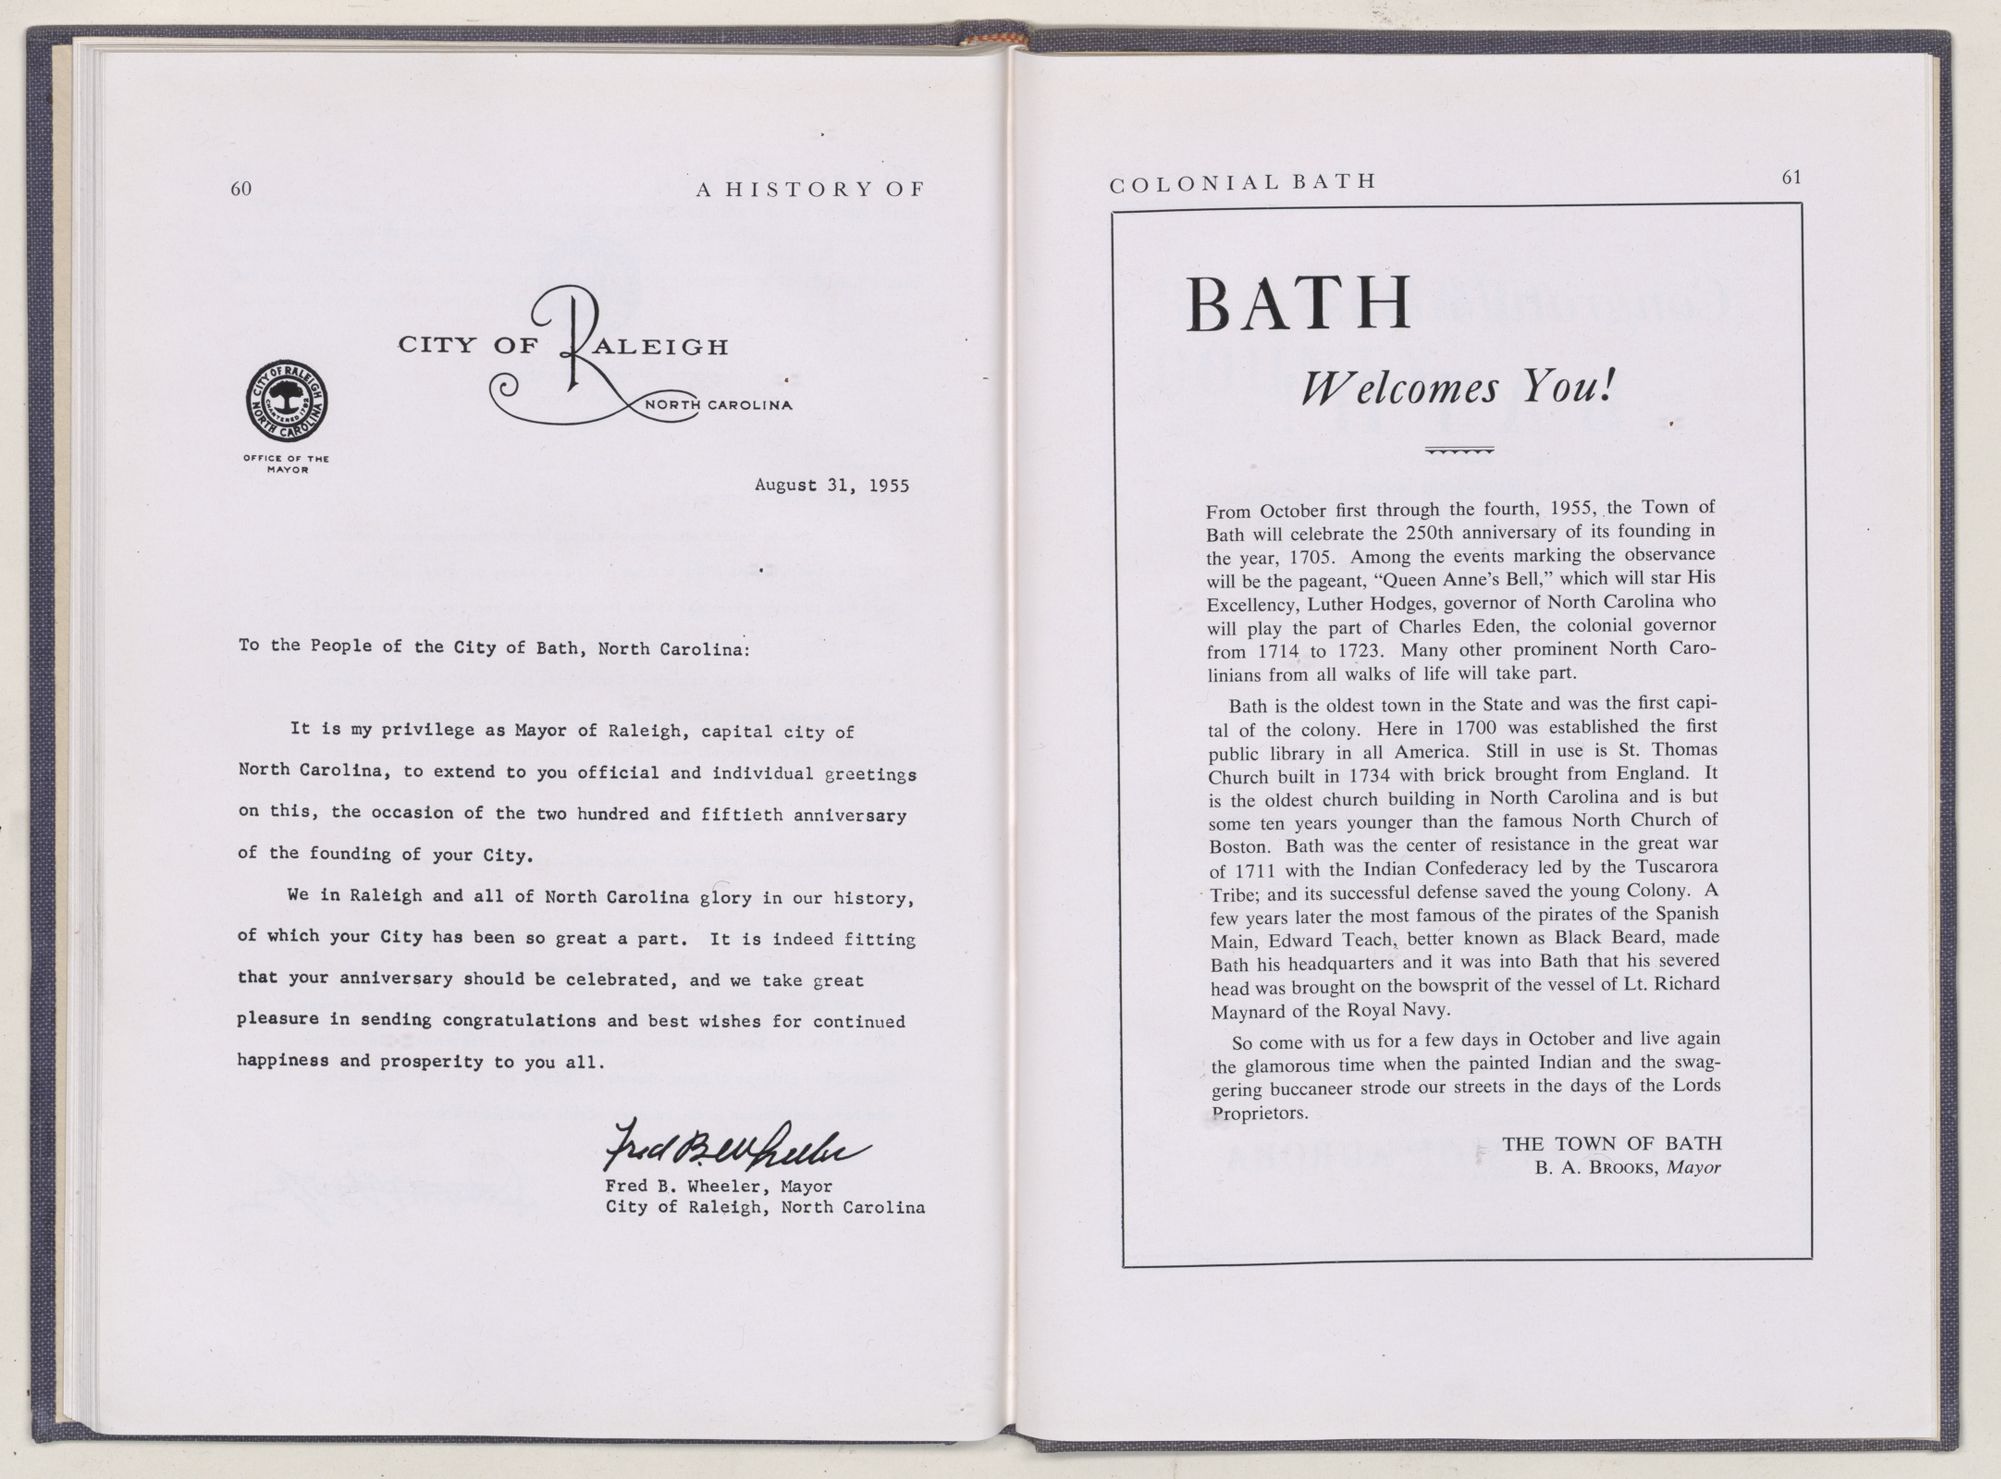 60
A HISTORY OF
CITY OF RALEIGH
NORTH CAROLINA
CITY OF RALEIGH
NORTH CAROLINA
CHARTERED 1792
OFFICE OF THE
MAYOR
August 31, 1955
To the People of the City of Bath, North Carolina:
It is my privilege as Mayor of Raleigh, capital city of
North Carolina, to extend to you official and individual greetings
on this, the occasion of the two hundred and fiftieth anniversary
of the founding of your City.
We in Raleigh and all of North Carolina glory in our history,
of which your City has been so great a part. It is indeed fitting
that your anniversary should be celebrated, and we take great
pleasure in sending congratulations and best wishes for continued
happiness and prosperity to you all.
Fred B. Wheeler
Fred B. Wheeler, Mayor
City of Raleigh, North Carolina
COLONIAL BATH
61
BATH
Welcomes You!
From October first through the fourth, 1955, the Town of
Bath will celebrate the 250th anniversary of its founding in
the year, 1705. Among the events marking the observance
will be the pageant, “Queen Anne’s Bell,” which will star His
Excellency, Luther Hodges, governor of North Carolina who
will play the part of Charles Eden, the colonial governor
from 1714 to 1723. Many other prominent North Caro-
linians from all walks of life will take part.
Bath is the oldest town in the State and was the first capi-
tal of the colony. Here in 1700 was established the first
public library in all America. Still in use is St. Thomas
Church built in 1734 with brick brought from England. It
is the oldest church building in North Carolina and is but
some ten years younger than the famous North Church of
Boston. Bath was the center of resistance in the great war
of 1711 with the Indian Confederacy led by the Tuscarora
Tribe; and its successful defense saved the young Colony. A
few years later the most famous of the pirates of the Spanish
Main, Edward Teach, better known as Black Beard, made
Bath his headquarters and it was into Bath that his severed
head was brought on the bowsprit of the vessel of Lt. Richard
Maynard of the Royal Navy.
So come with us for a few days in October and live again
the glamorous time when the painted Indian and the swag-
gering buccaneer strode our streets in the days of the Lords
Proprietors.
THE TOWN OF BATH
B. A. BROOKS, Mayor